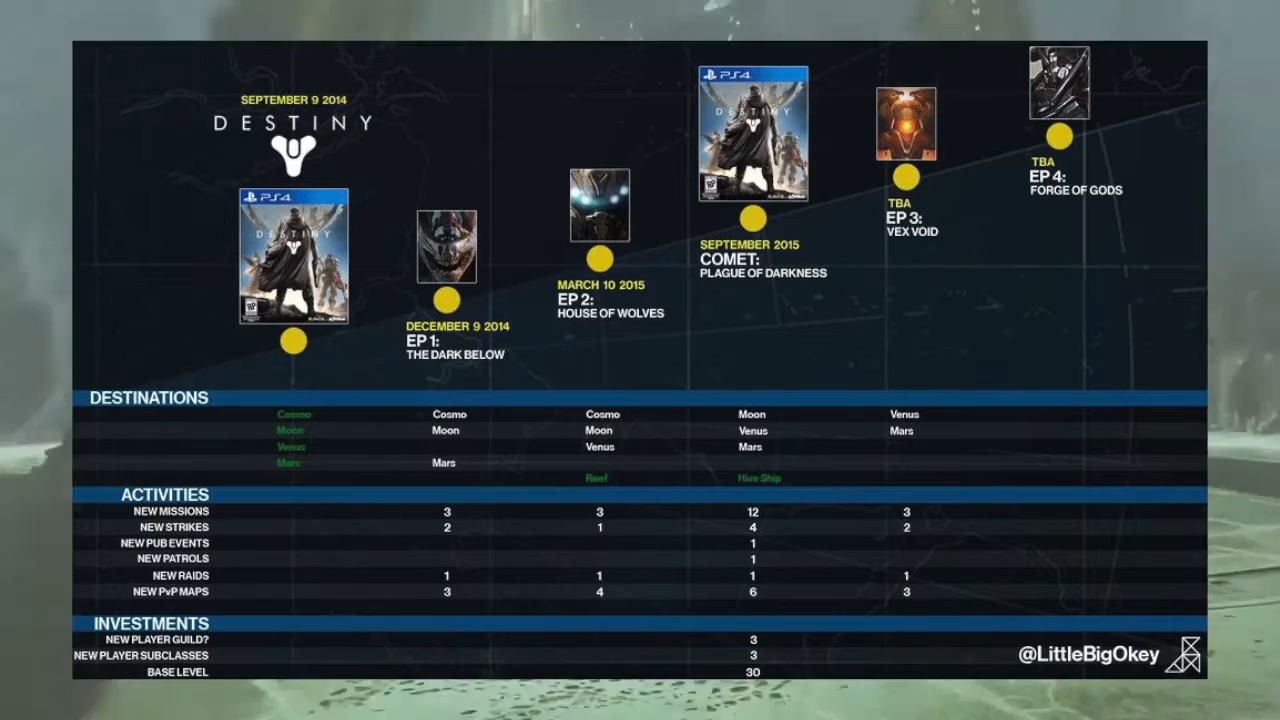 SEPTEMBER 9 2014
DESTINY
PS4
DESTINY
DECEMBER 9 2014
EP 1:
THE DARK BELOW
MARCH 10 2015
EP 2:
HOUSE OF WOLVES
PS4
DESTINY
SEPTEMBER 2015
COMET:
PLAGUE OF DARKNESS
TBA
EP 3:
VEX VOID
TBA
EP 4:
FORGE OF GODS
DESTINATIONS
Cosmo Cosmo Cosmo Moon Venus
Moon Moon Moon Venus Mars
Venus Venus Mars
Mars Mars
Reef Hive Ship
ACTIVITIES
NEW MISSIONS 3 3 12 3
NEW STRIKES 2 1 4 2
NEW PUB EVENTS 1
NEW PATROLS 1
NEW RAIDS 1 1 1 1
NEW PvP MAPS 3 4 6 3
INVESTMENTS
NEW PLAYER GUILD? 3
NEW PLAYER SUBCLASSES 3
BASE LEVEL 30
@LittleBigOkey